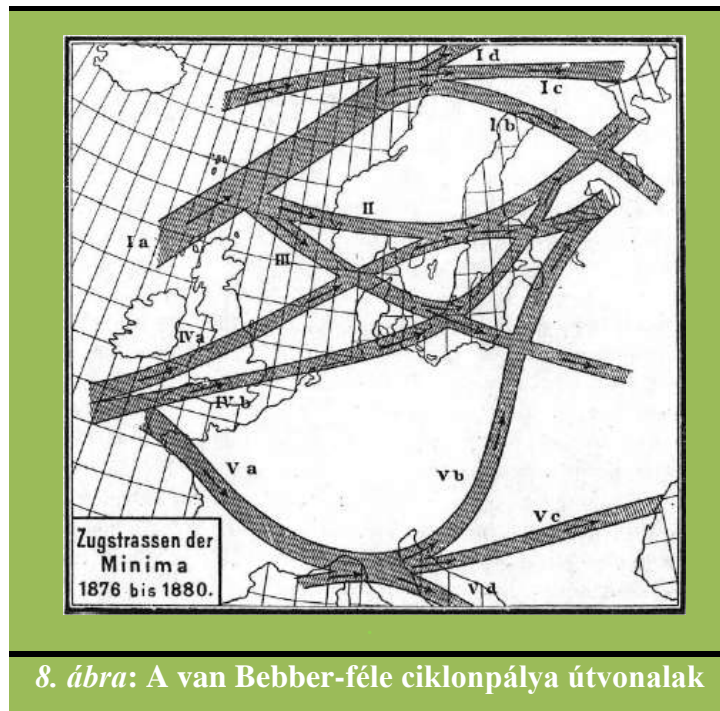 I d
I c
I b
II
I a
III
IV a
IV b
V a
V b
V c
V d
Zugstrassen der
Minima
1876 bis 1880.
8. ábra: A van Bebber-féle ciklonpálya útvonalak